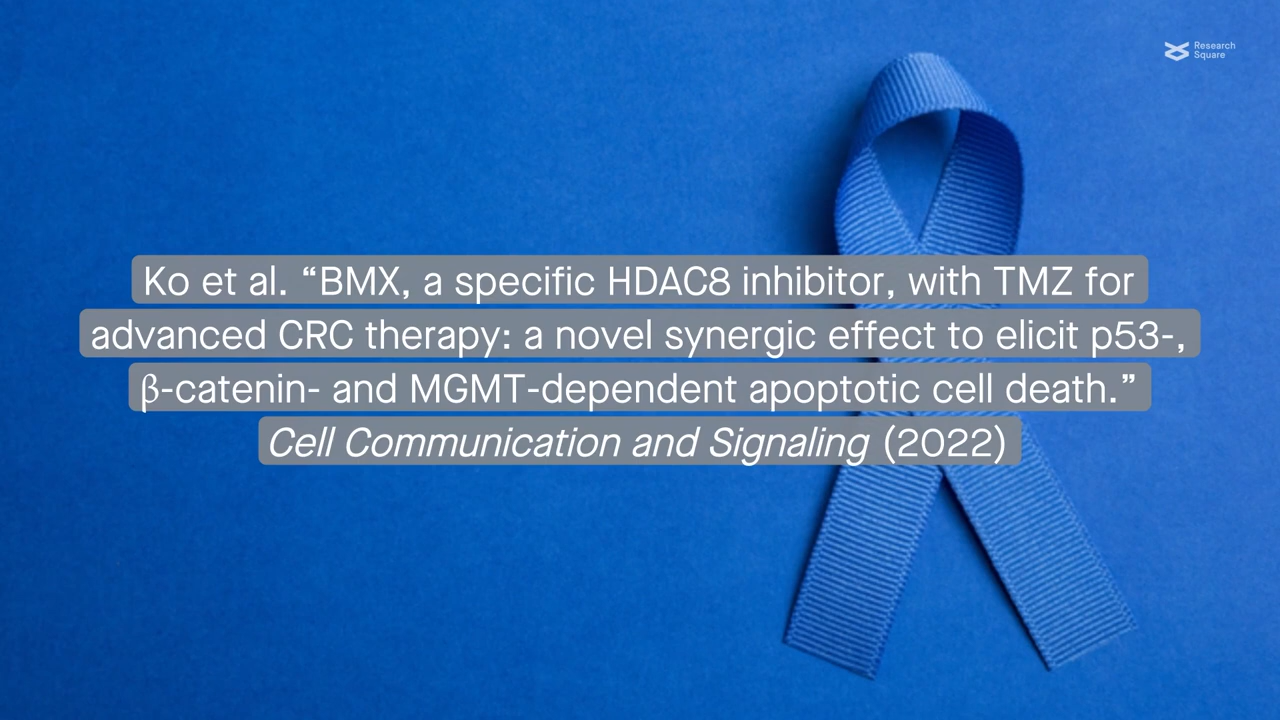 Research
Square
Ko et al. “BMX, a specific HDAC8 inhibitor, with TMZ for
advanced CRC therapy: a novel synergic effect to elicit p53-,
β-catenin- and MGMT-dependent apoptotic cell death.”
Cell Communication and Signaling (2022)